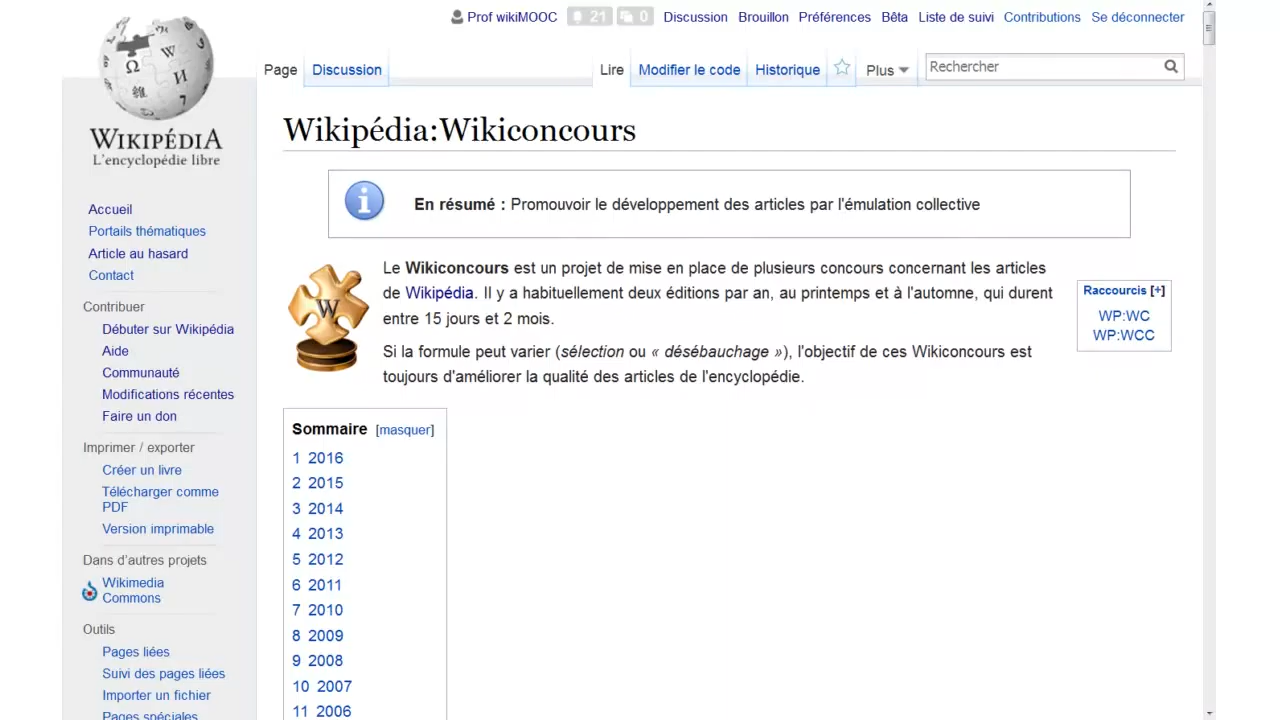 Prof wikiMOOC 21 0 Discussion Brouillon Préférences Bêta Liste de suivi Contributions Se déconnecter
Page Discussion Lire Modifier le code Historique Plus Rechercher
WIKIPÉDIA
L'encyclopédie libre
Accueil
Portails thématiques
Article au hasard
Contact
Contribuer
Débuter sur Wikipédia
Aide
Communauté
Modifications récentes
Faire un don
Imprimer / exporter
Créer un livre
Télécharger comme
PDF
Version imprimable
Dans d'autres projets
Wikimedia
Commons
Outils
Pages liées
Suivi des pages liées
Importer un fichier
Pages spéciales
Wikipédia:Wikiconcours
En résumé : Promouvoir le développement des articles par l'émulation collective
Le Wikiconcours est un projet de mise en place de plusieurs concours concernant les articles
de Wikipédia. Il y a habituellement deux éditions par an, au printemps et à l'automne, qui durent
entre 15 jours et 2 mois.
Si la formule peut varier (sélection ou « désébauchage »), l'objectif de ces Wikiconcours est
toujours d'améliorer la qualité des articles de l'encyclopédie.
Raccourcis [+]
WP:WC
WP:WCC
Sommaire [masquer]
1 2016
2 2015
3 2014
4 2013
5 2012
6 2011
7 2010
8 2009
9 2008
10 2007
11 2006